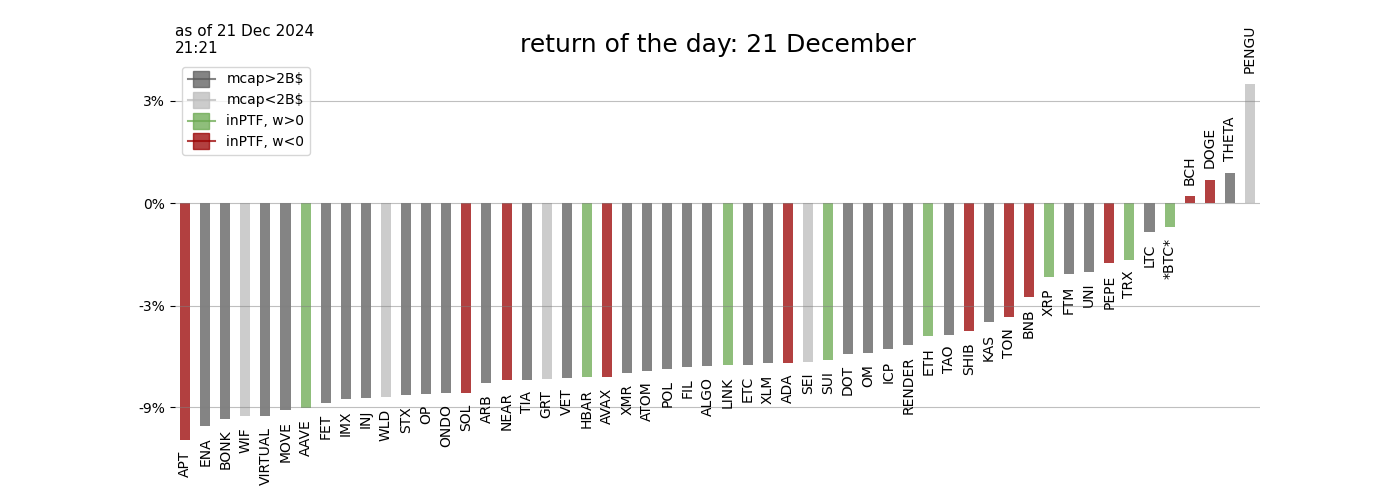 as of 21 Dec 2024
21:21
return of the day: 21 December
mcap>2B$
mcap<2B$
inPTF, w>0
inPTF, w<0
3%
0%
-3%
-9%
APT
ENA
BONK
WIF
VIRTUAL
MOVE
AAVE
FET
IMX
INJ
WLD
STX
OP
ONDO
SOL
ARB
NEAR
TIA
GRT
VET
HBAR
AVAX
XMR
ATOM
POL
FIL
ALGO
LINK
ETC
XLM
ADA
SEI
SUI
DOT
OM
ICP
RENDER
ETH
TAO
SHIB
KAS
TON
BNB
XRP
FTM
UNI
PEPE
TRX
LTC
*BTC*
BCH
DOGE
THETA
PENGU